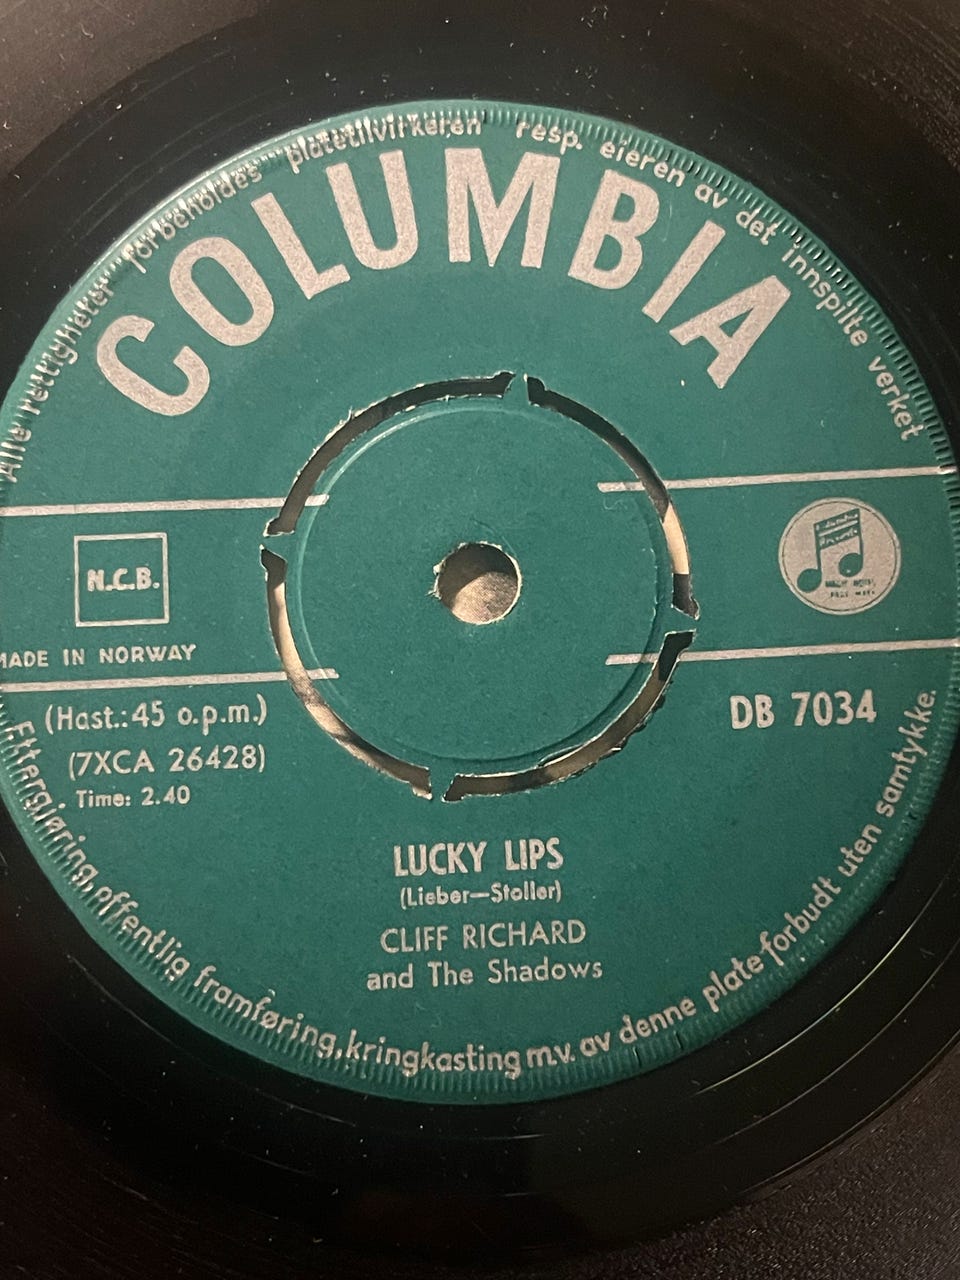 Alle rettigheter forbeholdes platetilvirkeren resp. eieren av det innspilte verket
COLUMBIA
N.C.B.
MADE IN NORWAY
(Hast.: 45 o.p.m.)
(7XCA 26428)
Time: 2.40
DB 7034
LUCKY LIPS
(Lieber—Stoller)
CLIFF RICHARD
and The Shadows
Ettergjøring, offentlig framføring, kringkasting m.v. av denne plate forbudt uten samtykke.